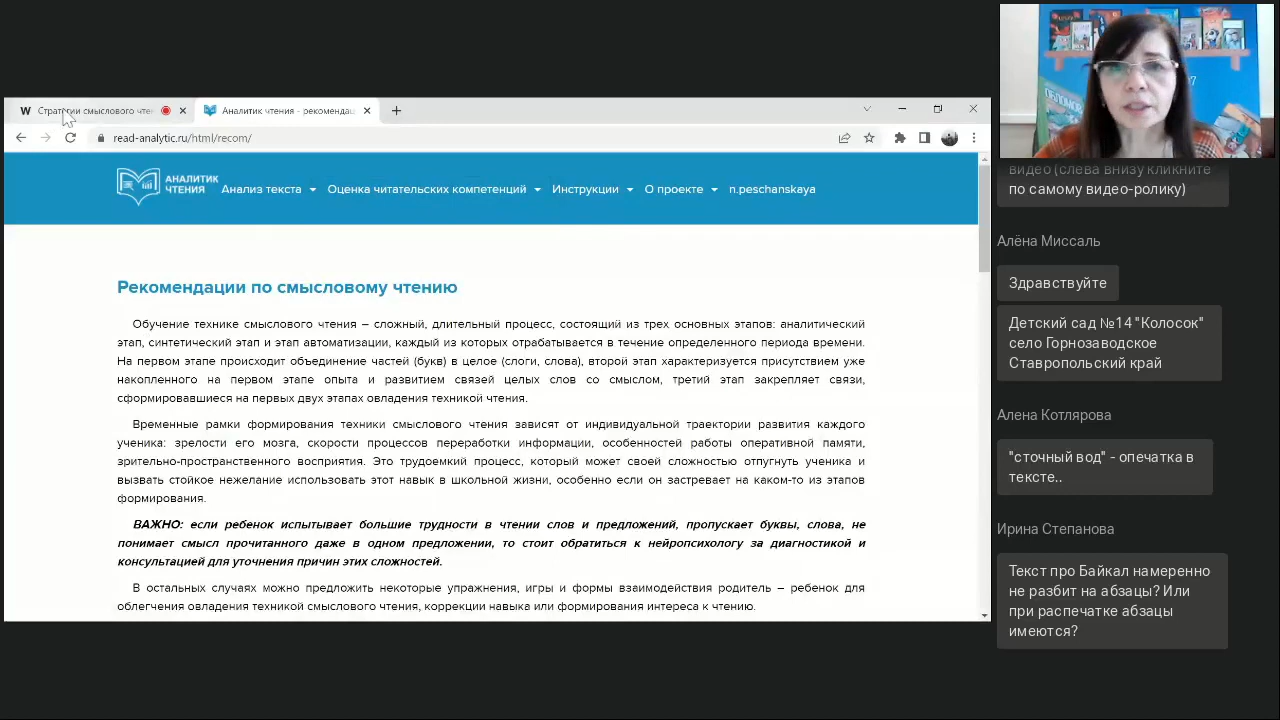 W Стратегии смыслового чтен
Аналитик чтения - рекомендац
read-analytic.ru/html/recom/
АНАЛИТИК
ЧТЕНИЯ
Анализ текста Оценка читательских компетенций Инструкции О проекте n.peschanskaya
Рекомендации по смысловому чтению
Обучение технике смыслового чтения – сложный, длительный процесс, состоящий из трех основных этапов: аналитический
этап, синтетический этап и этап автоматизации, каждый из которых отрабатывается в течение определенного периода времени.
На первом этапе происходит объединение частей (букв) в целое (слоги, слова), второй этап характеризуется присутствием уже
накопленного на первом этапе опыта и развитием связей целых слов со смыслом, третий этап закрепляет связи,
сформировавшиеся на первых двух этапах овладения техникой чтения.
Временные рамки формирования техники смыслового чтения зависят от индивидуальной траектории развития каждого
ученика: зрелости его мозга, скорости процессов переработки информации, особенностей работы оперативной памяти,
зрительно-пространственного восприятия. Это трудоемкий процесс, который может своей сложностью отпугнуть ученика и
вызвать стойкое нежелание использовать этот навык в школьной жизни, особенно если он застревает на каком-то из этапов
формирования.
ВАЖНО: если ребенок испытывает большие трудности в чтении слов и предложений, пропускает буквы, слова, не
понимает смысл прочитанного даже в одном предложении, то стоит обратиться к нейропсихологу за диагностикой и
консультацией для уточнения причин этих сложностей.
В остальных случаях можно предложить некоторые упражнения, игры и формы взаимодействия родитель – ребенок для
облегчения овладения техникой смыслового чтения, коррекции навыка или формирования интереса к чтению.
ОБЛОМОВ
видео (слева внизу кликните
по самому видео-ролику)
Алёна Миссаль
Здравствуйте
Детский сад №14 "Колосок"
село Горнозаводское
Ставропольский край
Алена Котлярова
"сточный вод" - опечатка в
тексте..
Ирина Степанова
Текст про Байкал намеренно
не разбит на абзацы? Или
при распечатке абзацы
имеются?